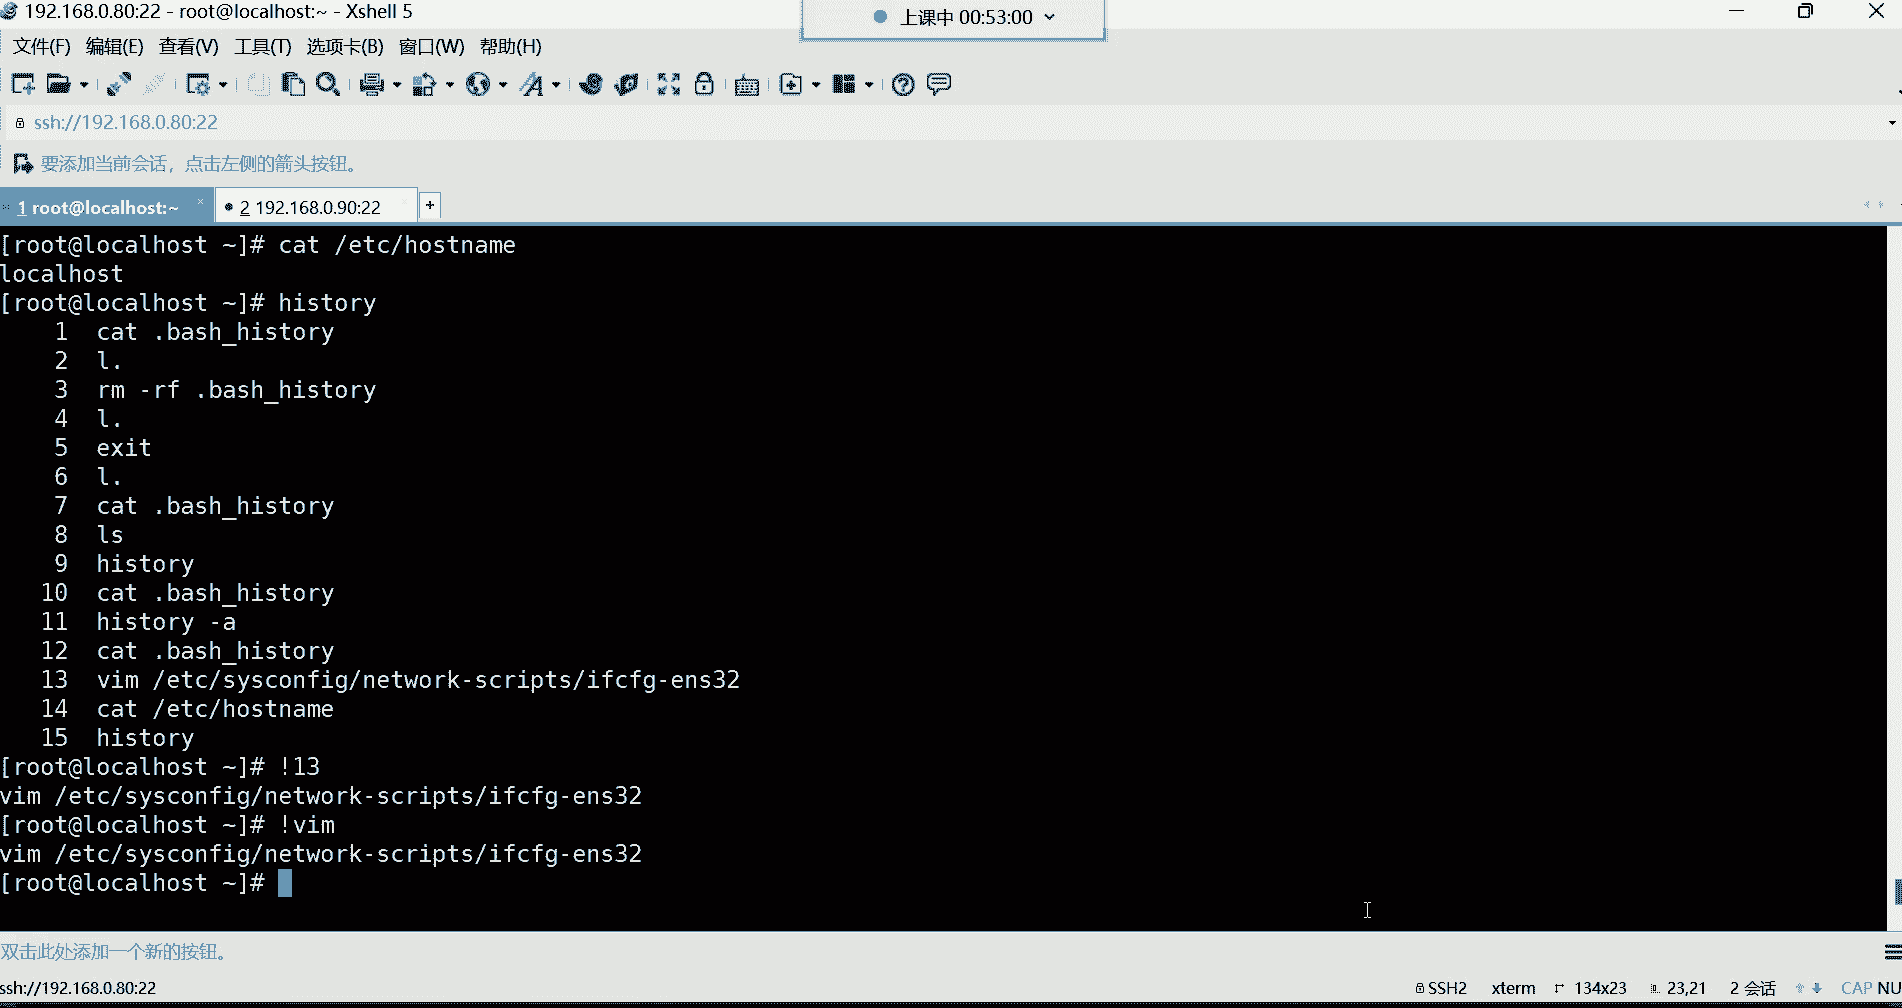 192.168.0.80:22 - root@localhost:~ - Xshell 5
上课中 00:53:00
文件(F) 编辑(E) 查看(V) 工具(T) 选项卡(B) 窗口(W) 帮助(H)
ssh://192.168.0.80:22
要添加当前会话，点击左侧的箭头按钮。
1 root@localhost:~ 2 192.168.0.90:22 +
[root@localhost ~]# cat /etc/hostname
localhost
[root@localhost ~]# history
1 cat .bash_history
2 l.
3 rm -rf .bash_history
4 l.
5 exit
6 l.
7 cat .bash_history
8 ls
9 history
10 cat .bash_history
11 history -a
12 cat .bash_history
13 vim /etc/sysconfig/network-scripts/ifcfg-ens32
14 cat /etc/hostname
15 history
[root@localhost ~]# !13
vim /etc/sysconfig/network-scripts/ifcfg-ens32
[root@localhost ~]# !vim
vim /etc/sysconfig/network-scripts/ifcfg-ens32
[root@localhost ~]#
双击此处添加一个新的按钮。
ssh://192.168.0.80:22 SSH2 xterm 134x23 23,21 2 会话 CAP NU